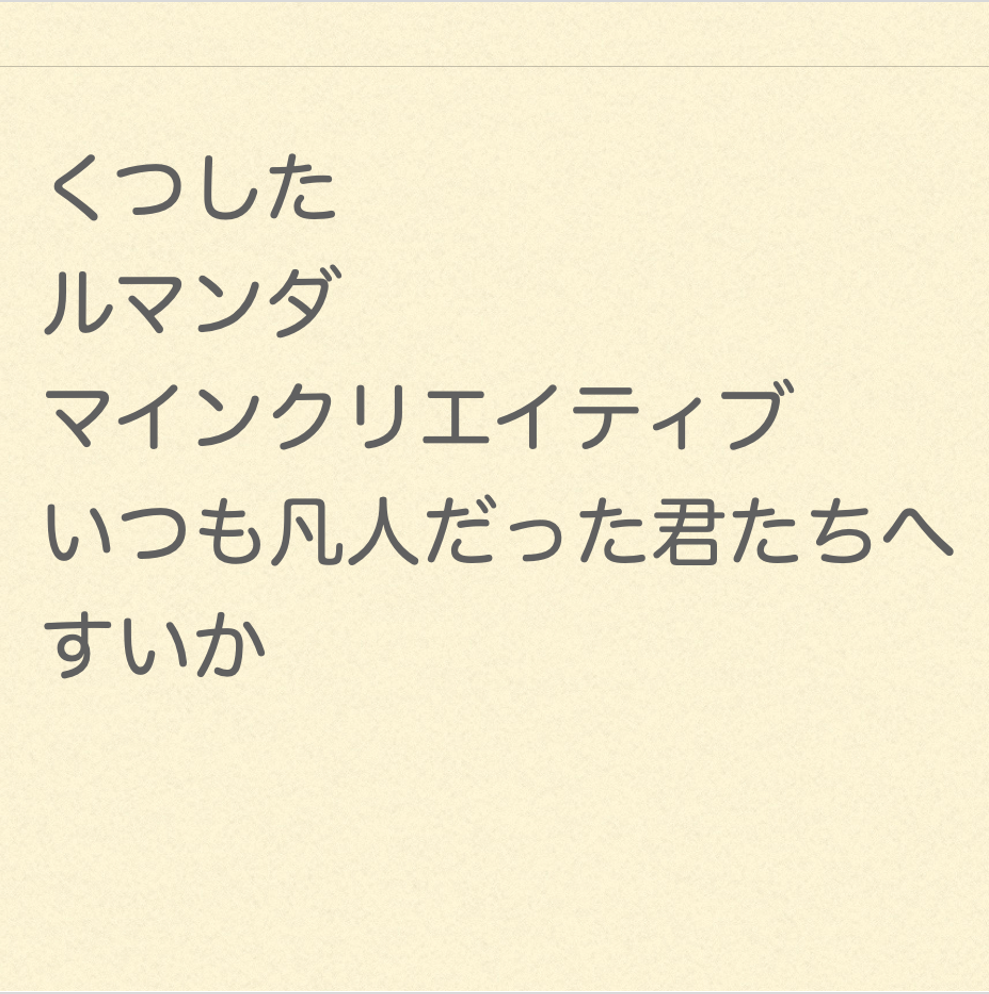 くつした
ルマンダ
マインクリエイティブ
いつも凡人だった君たちへ
すいか